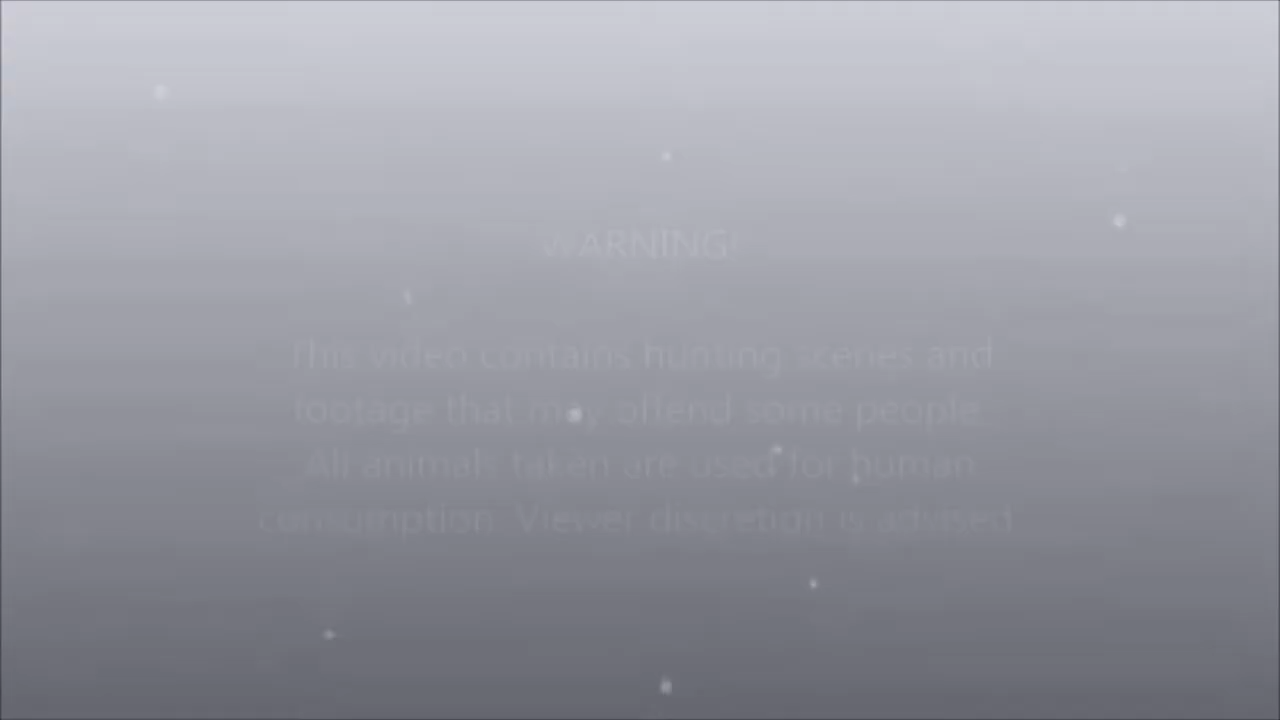 WARNING
This video contains hunting scenes and
footage that may offend some people
All animals taken are used for human
consumption. Viewer discretion is advised